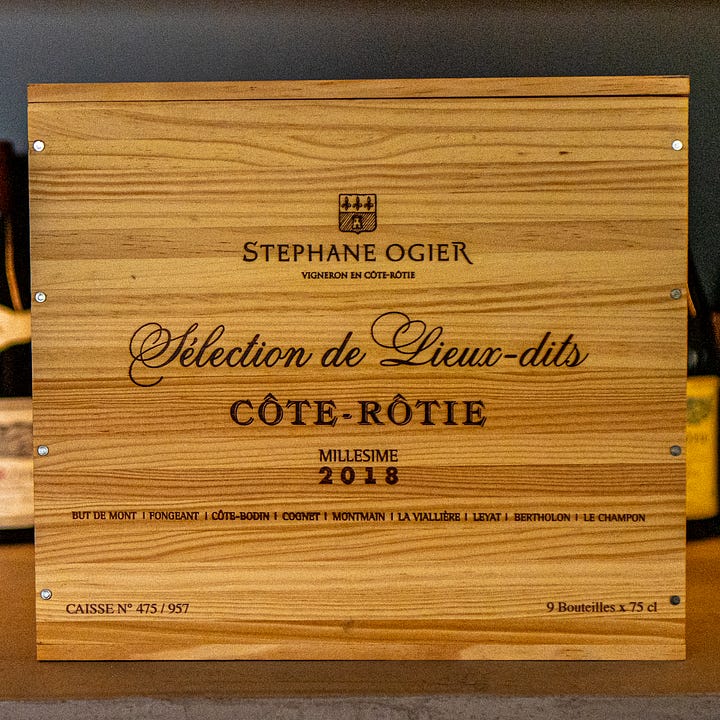 STEPHANE OGIER
VIGNERON EN CÔTE-RÔTIE
Sélection de Lieux-dits
CÔTE-RÔTIE
MILLESIME
2018
BUT DE MONT | FONGEANT | CÔTE-BODIN | COGNET | MONTMAIN | LA VIALLIÈRE | LEYAT | BERTHOLON | LE CHAMPON
CAISSE N° 475 / 957
9 Bouteilles x 75 cl